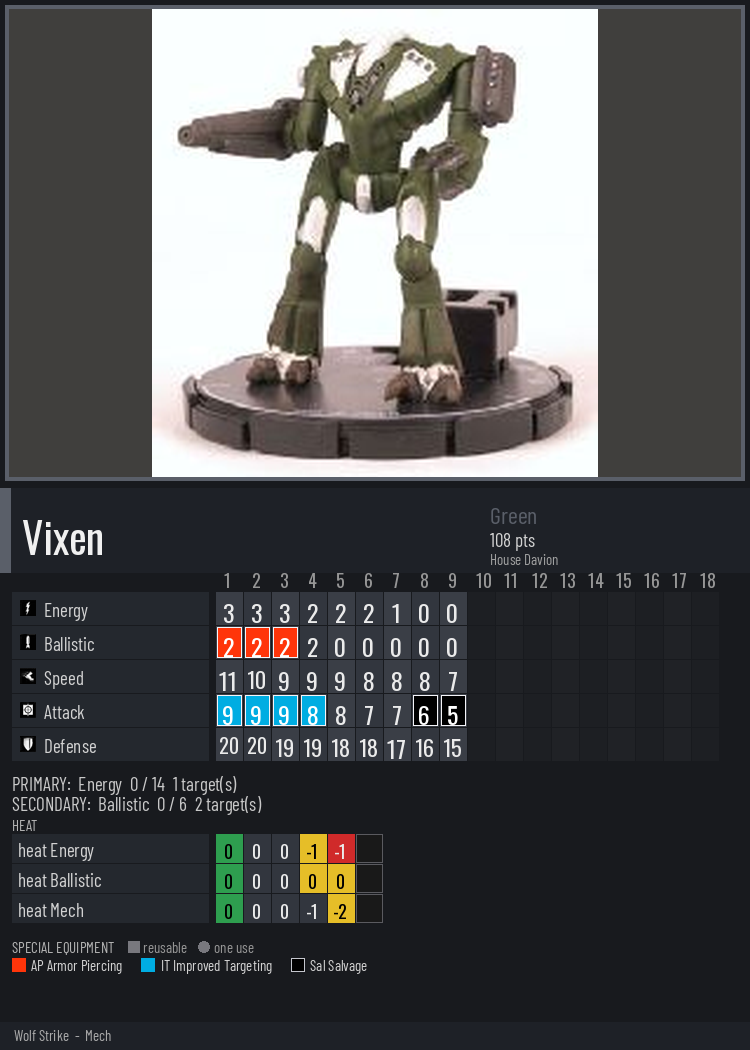 Vixen
Green
108 pts
House Davion
1 2 3 4 5 6 7 8 9 10 11 12 13 14 15 16 17 18
Energy 3 3 3 2 2 2 1 0 0
Ballistic 2 2 2 2 0 0 0 0 0
Speed 11 10 9 9 9 8 8 8 7
Attack 9 9 9 8 8 7 7 6 5
Defense 20 20 19 19 18 18 17 16 15
PRIMARY: Energy 0 / 14 1 target(s)
SECONDARY: Ballistic 0 / 6 2 target(s)
HEAT
heat Energy 0 0 0 -1 -1
heat Ballistic 0 0 0 0 0
heat Mech 0 0 0 -1 -2
SPECIAL EQUIPMENT reusable one use
AP Armor Piercing IT Improved Targeting Sal Salvage
Wolf Strike - Mech